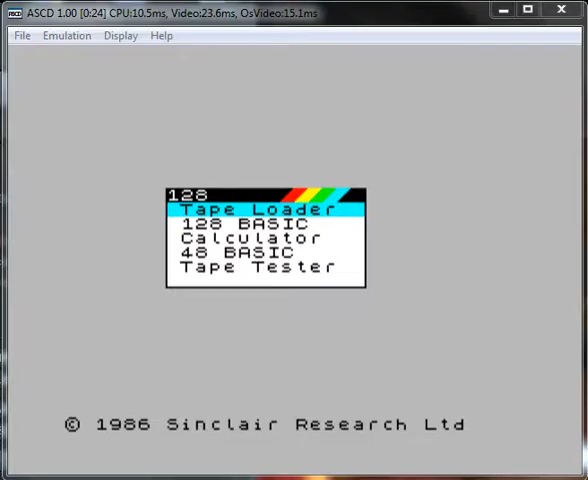 ASCD 1.00 [0:24] CPU:10.5ms, Video:23.6ms, OsVideo:15.1ms
File Emulation Display Help
128
Tape Loader
128 BASIC
Calculator
48 BASIC
Tape Tester
© 1986 Sinclair Research Ltd